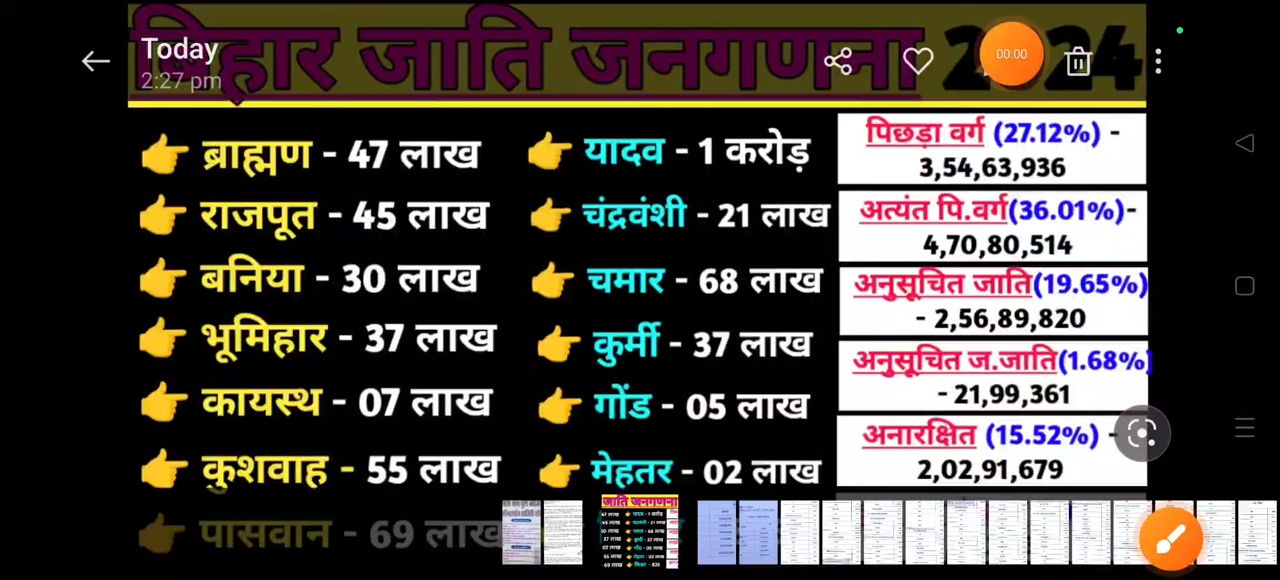 बिहार जाति जनगणना 2024
Today
2:27 pm
00:00
ब्राह्मण - 47 लाख
राजपूत - 45 लाख
बनिया - 30 लाख
भूमिहार - 37 लाख
कायस्थ - 07 लाख
कुशवाह - 55 लाख
पासवान - 69 लाख
यादव - 1 करोड़
चंद्रवंशी - 21 लाख
चमार - 68 लाख
कुर्मी - 37 लाख
गोंड - 05 लाख
मेहतर - 02 लाख
पिछड़ा वर्ग (27.12%) -
3,54,63,936
अत्यंत पि.वर्ग(36.01%)-
4,70,80,514
अनुसूचित जाति(19.65%)
- 2,56,89,820
अनुसूचित ज.जाति(1.68%)
- 21,99,361
अनारक्षित (15.52%) -
2,02,91,679
जाति जनगणना